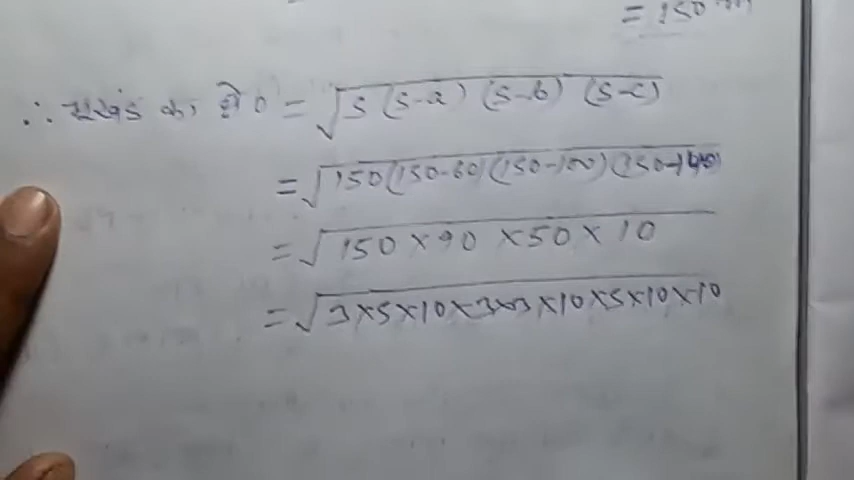 = 150
∴ भूखंड का क्षे० = √s (s-a) (s-b) (s-c)
= √150(150-60)(150-100)(150-140)
= √150 × 90 × 50 × 10
= √3×5×10×3×3×10×5×10×10